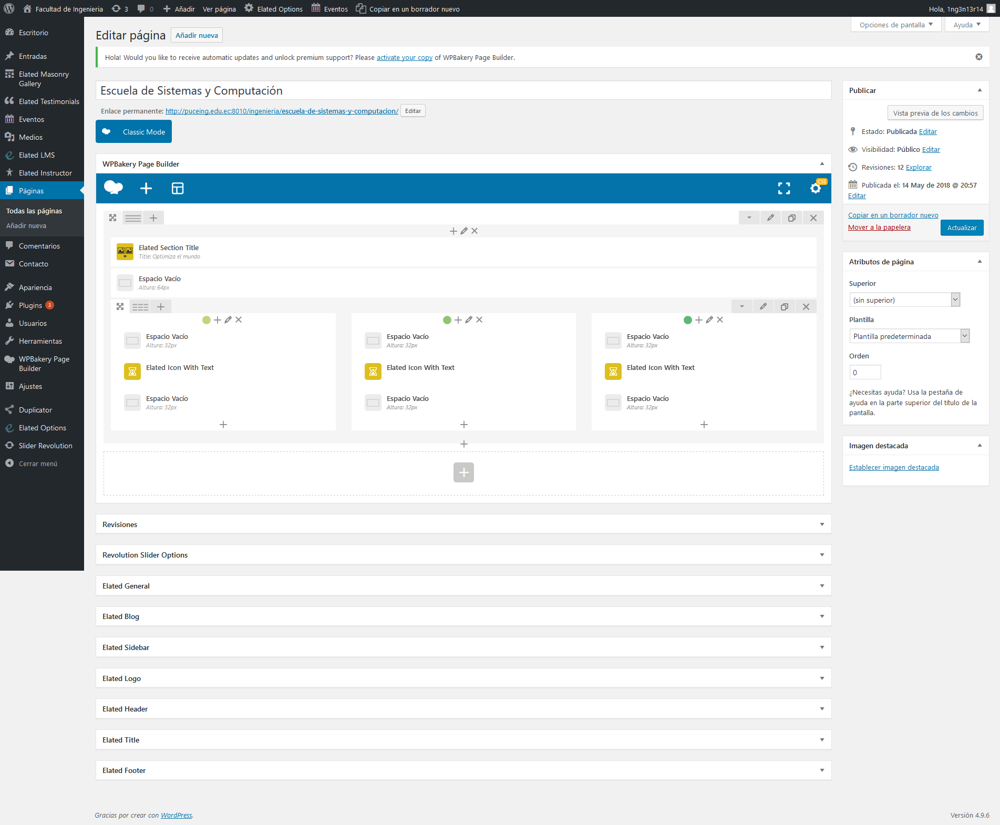 Facultad de Ingenieria
3
0
Añadir
Ver página
Elated Options
Eventos
Copiar en un borrador nuevo
Hola, 1ng3n13r14
Escritorio
Entradas
Elated Masonry
Gallery
Elated Testimonials
Eventos
Medios
Elated LMS
Elated Instructor
Páginas
Todas las páginas
Añadir nueva
Comentarios
Contacto
Apariencia
Plugins 3
Usuarios
Herramientas
WPBakery Page
Builder
Ajustes
Duplicator
Elated Options
Slider Revolution
Cerrar menú
Opciones de pantalla
Ayuda
Editar página
Añadir nueva
Hola! Would you like to receive automatic updates and unlock premium support? Please activate your copy of WPBakery Page Builder.
Escuela de Sistemas y Computación
Enlace permanente: http://puceing.edu.ec:8010/ingenieria/escuela-de-sistemas-y-computacion/ Editar
Classic Mode
WPBakery Page Builder
CSS
Elated Section Title
Title: Optimiza el mundo
Espacio Vacío
Altura: 64px
Espacio Vacío
Altura: 32px
Elated Icon With Text
Espacio Vacío
Altura: 32px
Espacio Vacío
Altura: 32px
Elated Icon With Text
Espacio Vacío
Altura: 32px
Espacio Vacío
Altura: 32px
Elated Icon With Text
Espacio Vacío
Altura: 32px
Revisiones
Revolution Slider Options
Elated General
Elated Blog
Elated Sidebar
Elated Logo
Elated Header
Elated Title
Elated Footer
Publicar
Vista previa de los cambios
Estado: Publicada Editar
Visibilidad: Público Editar
Revisiones: 12 Explorar
Publicada el: 14 May de 2018 @ 20:57
Editar
Copiar en un borrador nuevo
Mover a la papelera
Actualizar
Atributos de página
Superior
(sin superior)
Plantilla
Plantilla predeterminada
Orden
0
¿Necesitas ayuda? Usa la pestaña de
ayuda en la parte superior del título de la
pantalla.
Imagen destacada
Establecer imagen destacada
Gracias por crear con WordPress.
Versión 4.9.6